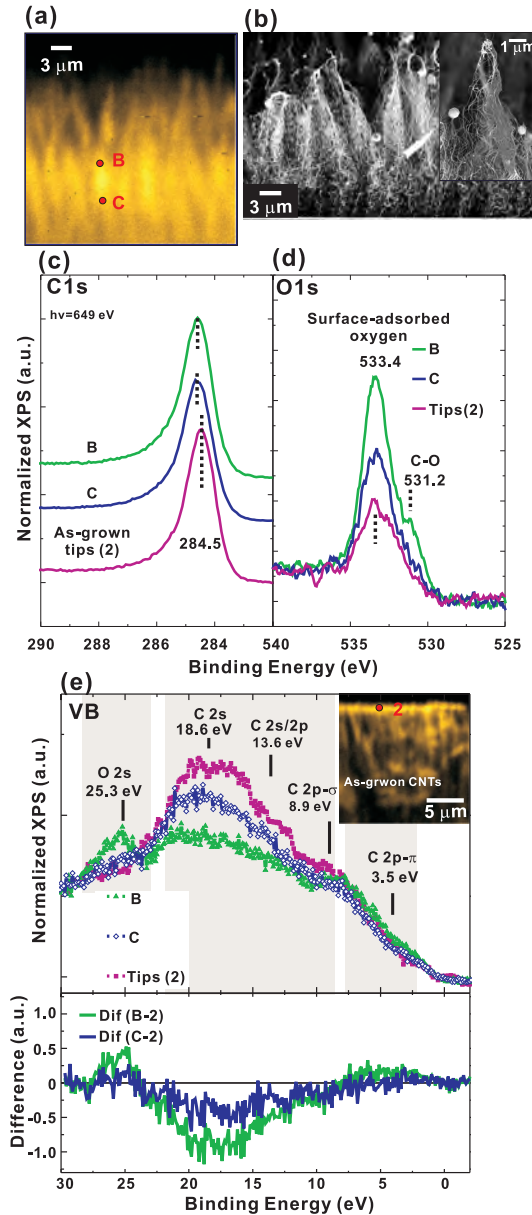 (a)
3 μm
B
C
(b)
1 μm
3 μm
(c)
C1s
hv=649 eV
B
C
As-grown
tips (2)
284.5
290 288 286 284 540
Binding Energy (eV)
Normalized XPS (a.u.)
(d)
O1s
Surface-adsorbed
oxygen
533.4
B
C
Tips(2)
C-O
531.2
535 530 525
Binding Energy (eV)
(e)
VB
O 2s
25.3 eV
C 2s
18.6 eV
C 2s/2p
13.6 eV
C 2p-σ
8.9 eV
C 2p-π
3.5 eV
2
As-grwon CNTs
5 μm
B
C
Tips (2)
Normalized XPS (a.u.)
Dif (B-2)
Dif (C-2)
1.0
0.5
0
-0.5
-1.0
Difference (a.u.)
30 25 20 15 10 5 0
Binding Energy (eV)